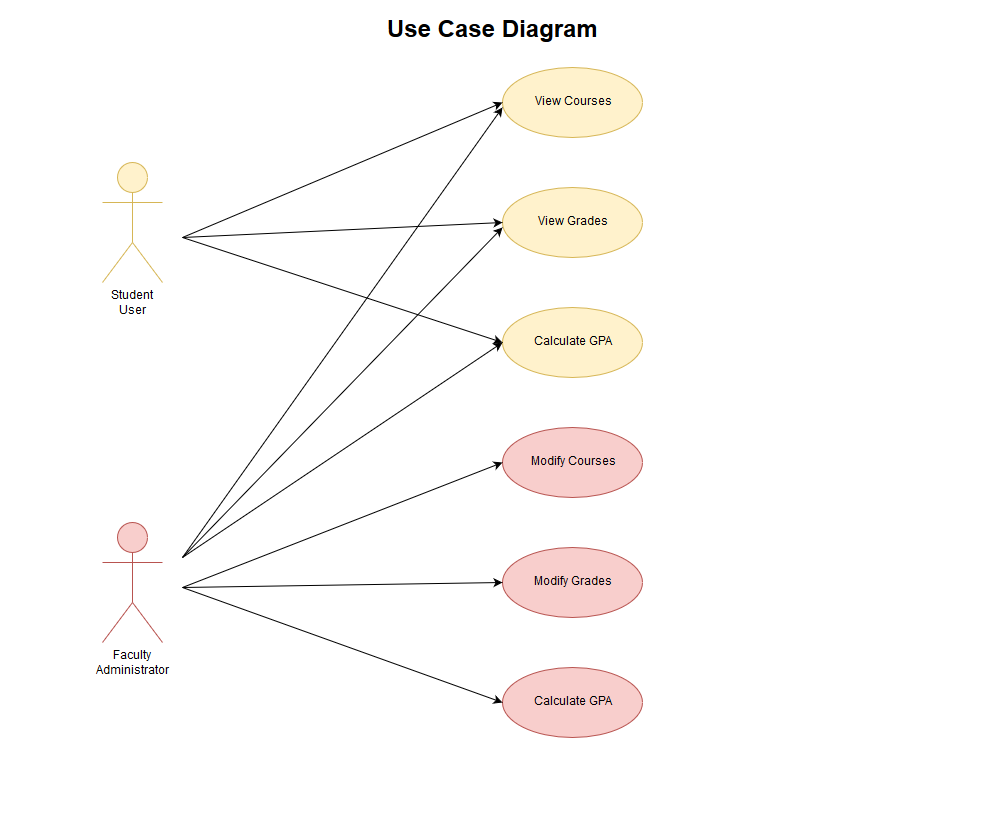 Use Case Diagram
View Courses
View Grades
Student
User
Calculate GPA
Modify Courses
Modify Grades
Faculty
Administrator
Calculate GPA